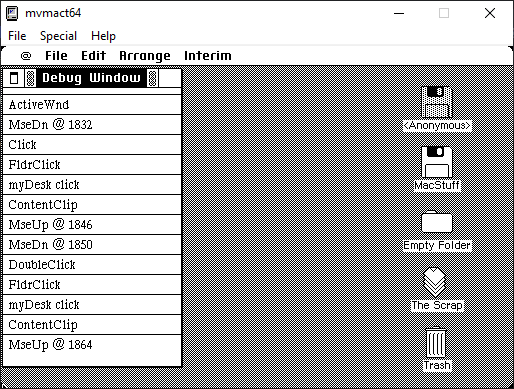 mvmact64
File Special Help
@ File Edit Arrange Interim
Debug Window
ActiveWnd
MseDn @ 1832
Click
FldrClick
myDesk click
ContentClip
MseUp @ 1846
MseDn @ 1850
DoubleClick
FldrClick
myDesk click
ContentClip
MseUp @ 1864
<Anonymous>
MacStuff
Empty Folder
The Scrap
Trash